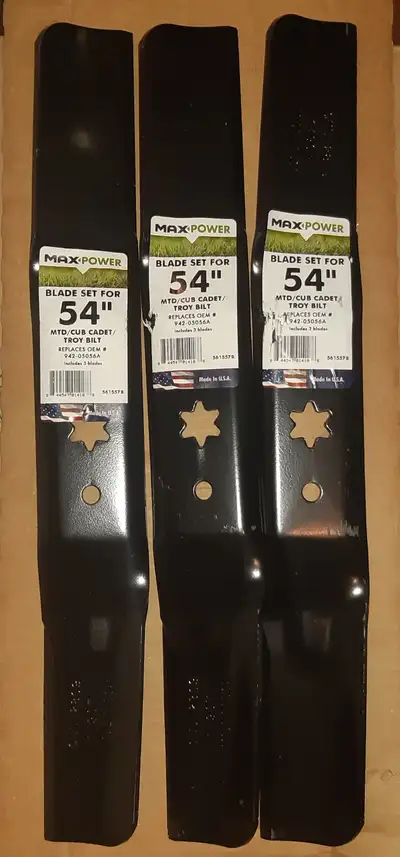 MAX POWER
BLADE SET FOR
54"
MTD/CUB CADET/
TROY BILT
REPLACES OEM #
942-05056A
Includes 3 blades
561557B
Made in U.S.A.
MAX POWER
BLADE SET FOR
54"
MTD/CUB CADET/
TROY BILT
REPLACES OEM #
942-05056A
Includes 3 blades
561557B
Made in U.S.A.
MAX POWER
BLADE SET FOR
54"
MTD/CUB CADET/
TROY BILT
REPLACES OEM #
942-05056A
Includes 3 blades
561557B
Made in U.S.A.